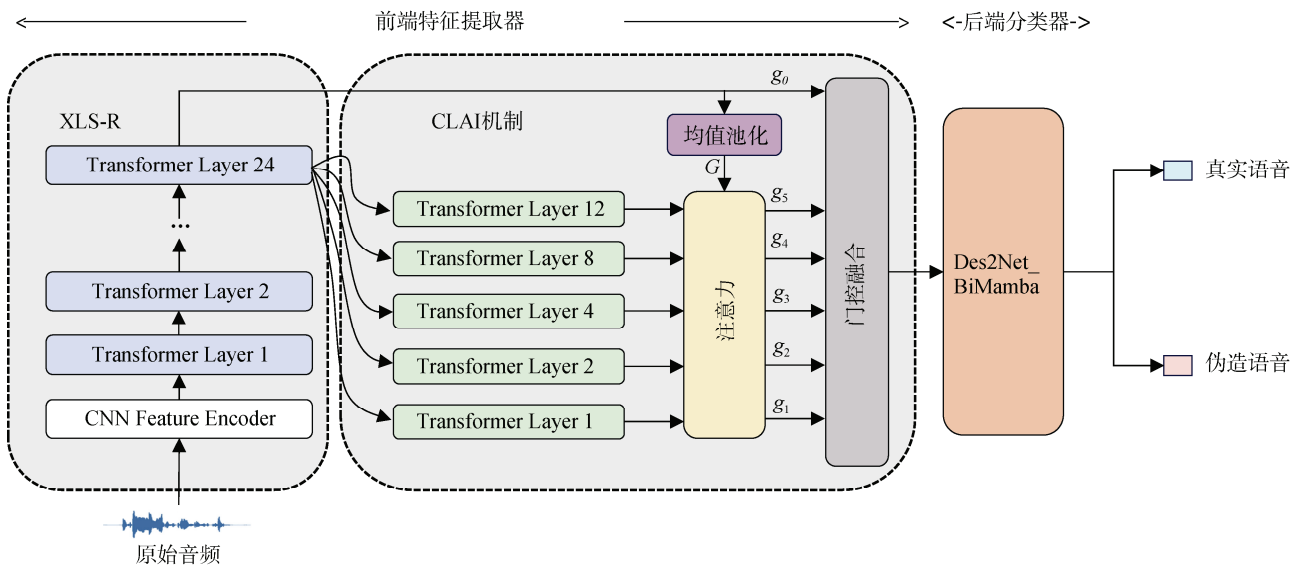 前端特征提取器
<-后端分类器->
XLS-R
Transformer Layer 24
...
Transformer Layer 2
Transformer Layer 1
CNN Feature Encoder
原始音频
CLAI机制
均值池化
G
Transformer Layer 12
Transformer Layer 8
Transformer Layer 4
Transformer Layer 2
Transformer Layer 1
注意力
g0
g5
g4
g3
g2
g1
门控融合
Des2Net_
BiMamba
真实语音
伪造语音